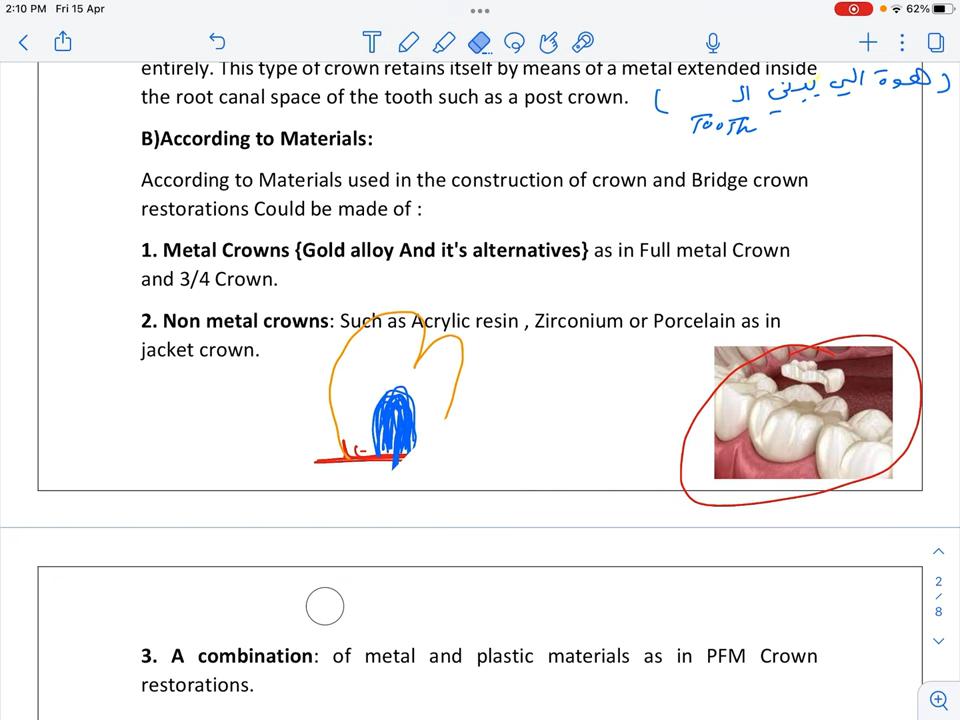 2:10 PM Fri 15 Apr
62%
entirely. This type of crown retains itself by means of a metal extended inside
the root canal space of the tooth such as a post crown.
( هوة الي يبدني ال
Tooth )
B)According to Materials:
According to Materials used in the construction of crown and Bridge crown
restorations Could be made of :
1. Metal Crowns {Gold alloy And it's alternatives} as in Full metal Crown
and 3/4 Crown.
2. Non metal crowns: Such as Acrylic resin , Zirconium or Porcelain as in
jacket crown.
2
/
8
3. A combination: of metal and plastic materials as in PFM Crown
restorations.